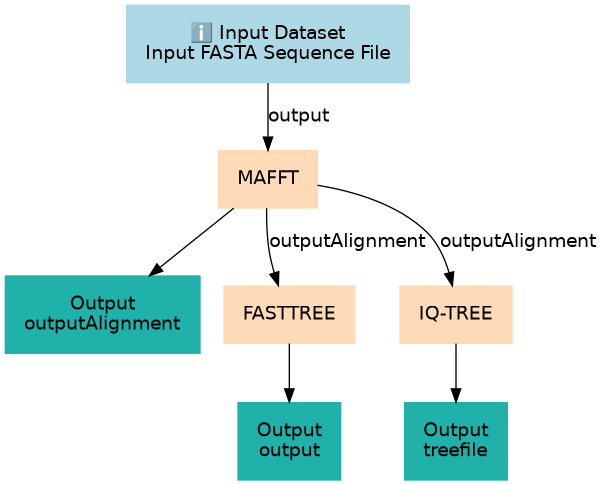 ℹ️ Input Dataset
Input FASTA Sequence File
output
MAFFT
outputAlignment
outputAlignment
Output
outputAlignment
FASTTREE
IQ-TREE
Output
output
Output
treefile